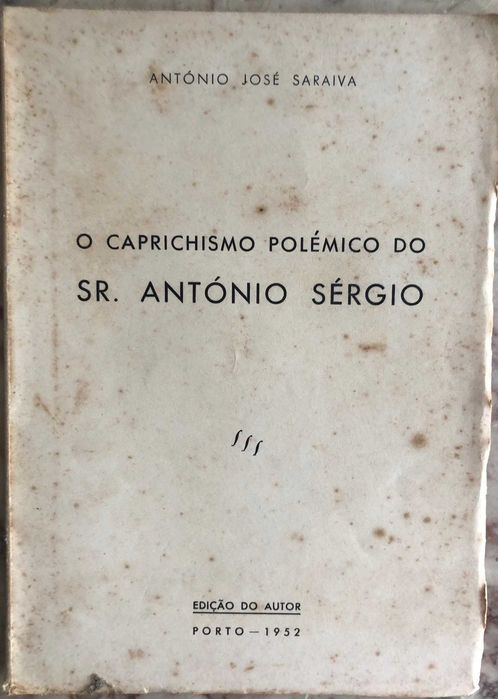 ANTÓNIO JOSÉ SARAIVA
O CAPRICHISMO POLÉMICO DO
SR. ANTÓNIO SÉRGIO
EDIÇÃO DO AUTOR
PORTO — 1952